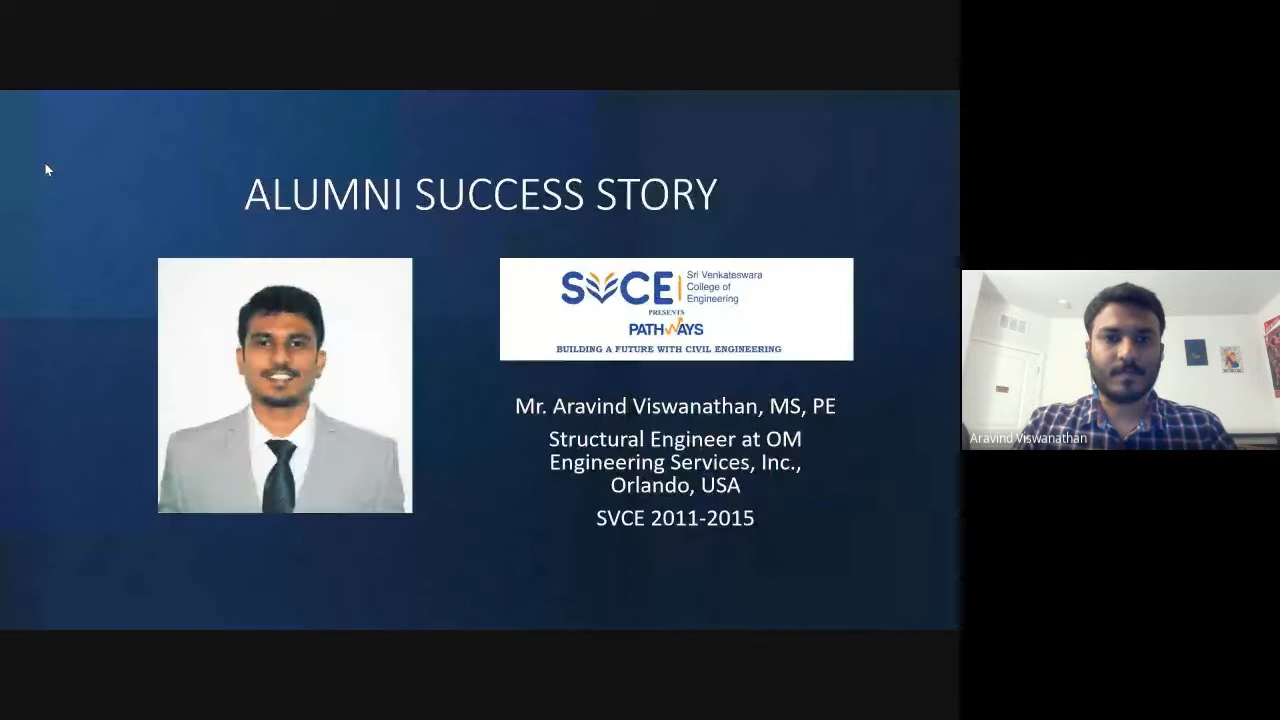 ALUMNI SUCCESS STORY
SVCE
Sri Venkateswara
College of
Engineering
PRESENTS
PATHWAYS
BUILDING A FUTURE WITH CIVIL ENGINEERING
Mr. Aravind Viswanathan, MS, PE
Structural Engineer at OM
Engineering Services, Inc.,
Orlando, USA
SVCE 2011-2015
Aravind Viswanathan